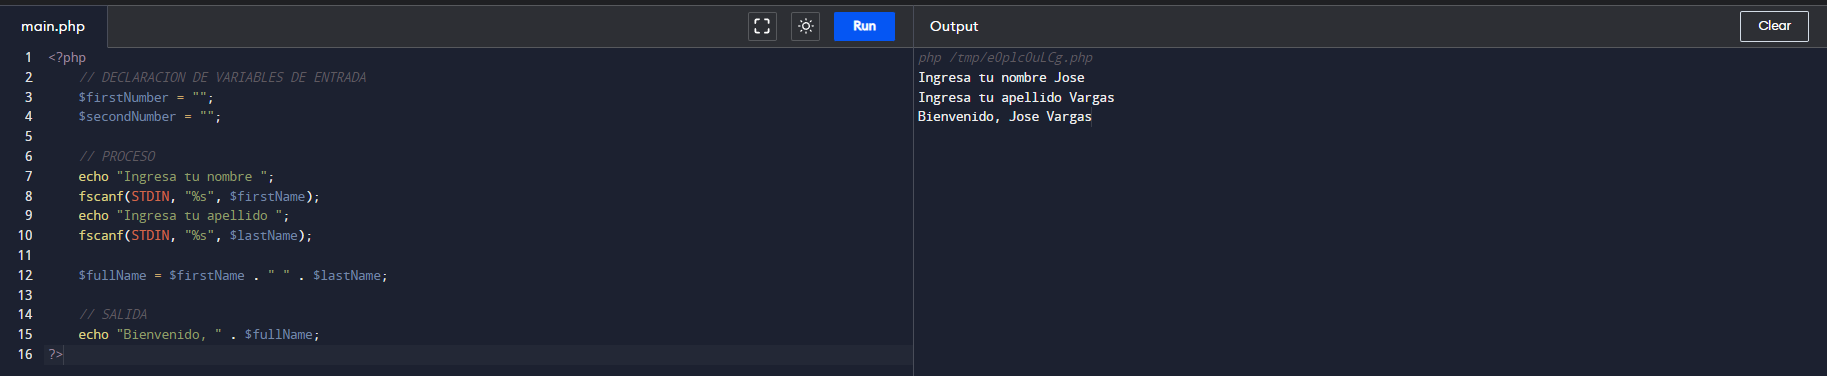 main.php
Run
Output
Clear
1 <?php
2 // DECLARACION DE VARIABLES DE ENTRADA
3 $firstNumber = "";
4 $secondNumber = "";
5
6 // PROCESO
7 echo "Ingresa tu nombre ";
8 fscanf(STDIN, "%s", $firstName);
9 echo "Ingresa tu apellido ";
10 fscanf(STDIN, "%s", $lastName);
11
12 $fullName = $firstName . " " . $lastName;
13
14 // SALIDA
15 echo "Bienvenido, " . $fullName;
16 ?>
php /tmp/eOplcOuLCg.php
Ingresa tu nombre Jose
Ingresa tu apellido Vargas
Bienvenido, Jose Vargas